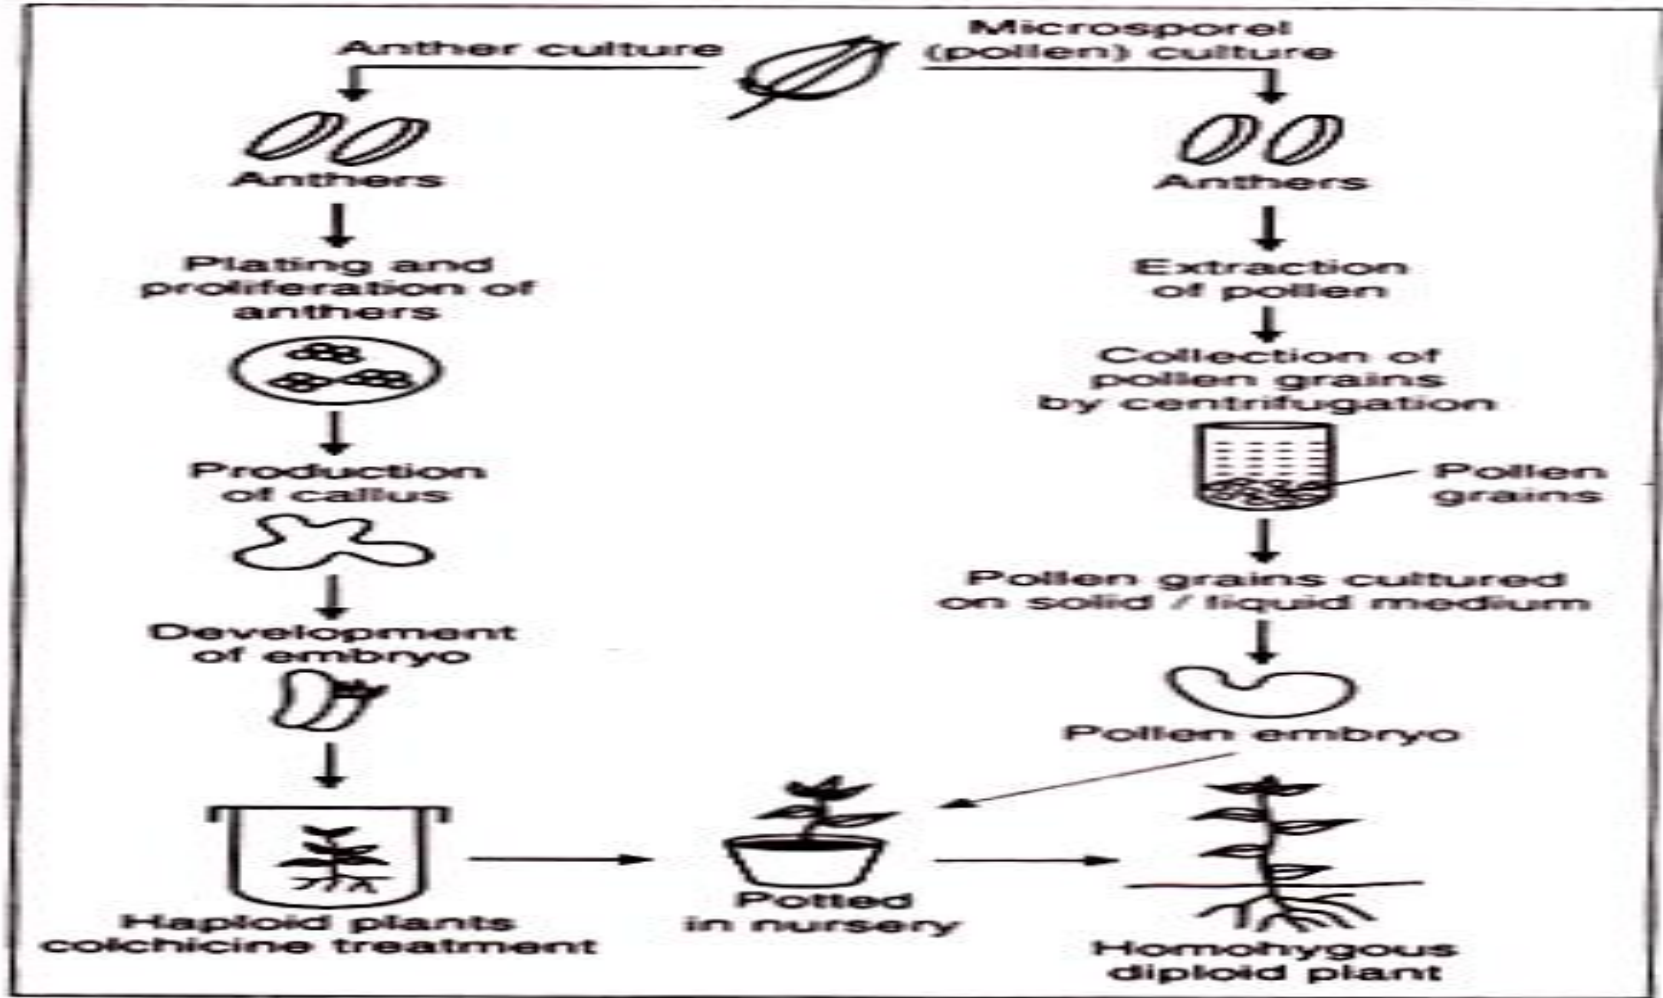 Anther culture
Microsporel
(pollen) culture
Anthers
Plating and
proliferation of
anthers
Production
of callus
Development
of embryo
Haploid plants
colchicine treatment
Anthers
Extraction
of pollen
Collection of
pollen grains
by centrifugation
Pollen
grains
Pollen grains cultured
on solid / liquid medium
Pollen embryo
Potted
in nursery
Homohygous
diploid plant